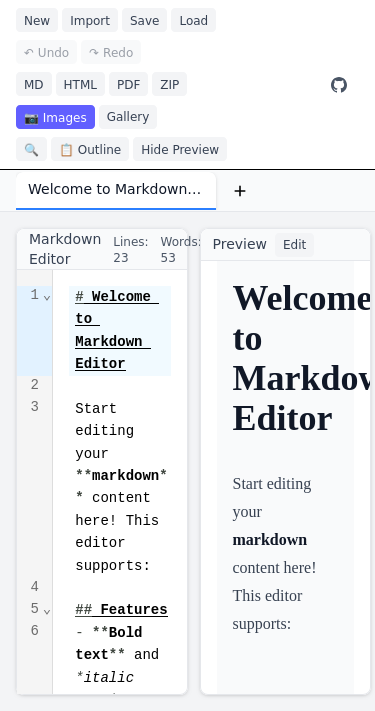 New Import Save Load
↶ Undo ↷ Redo
MD HTML PDF ZIP
📷 Images Gallery
🔍 📋 Outline Hide Preview
Welcome to Markdown... +
Markdown Editor Lines: 23 Words: 53
1 # Welcome
to
Markdown
Editor
2
3 Start
editing
your
**markdown*
* content
here! This
editor
supports:
4
5 ## Features
6 - **Bold
text** and
*italic
Preview Edit
Welcome
to
Markdow
Editor
Start editing
your
markdown
content here!
This editor
supports: